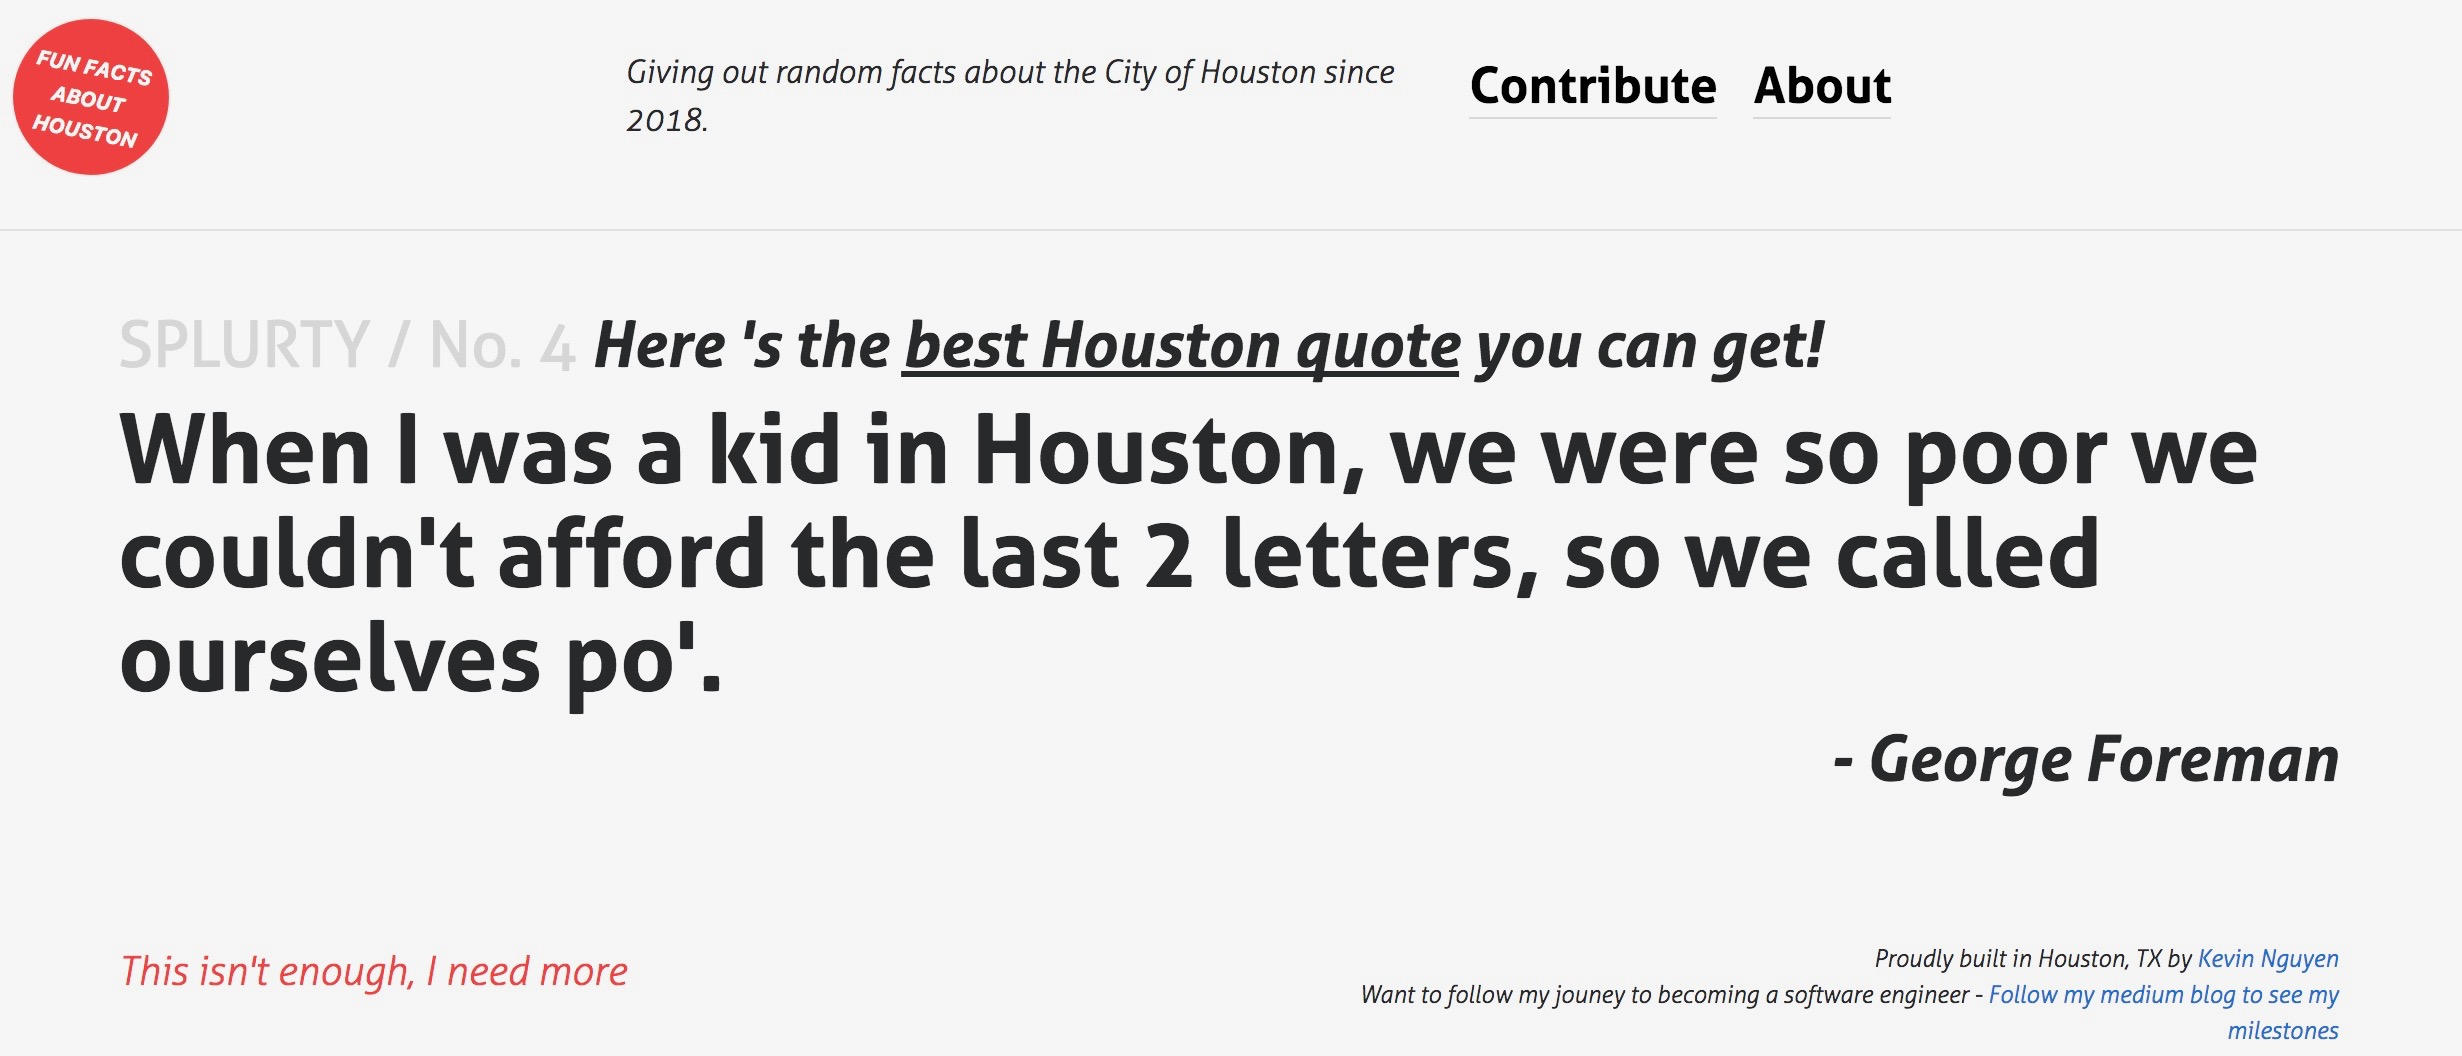 FUN FACTS
ABOUT
HOUSTON
Giving out random facts about the City of Houston since
2018.
Contribute About
SPLURTY / No. 4 Here 's the best Houston quote you can get!
When I was a kid in Houston, we were so poor we
couldn't afford the last 2 letters, so we called
ourselves po'.
- George Foreman
This isn't enough, I need more
Proudly built in Houston, TX by Kevin Nguyen
Want to follow my jouney to becoming a software engineer - Follow my medium blog to see my
milestones